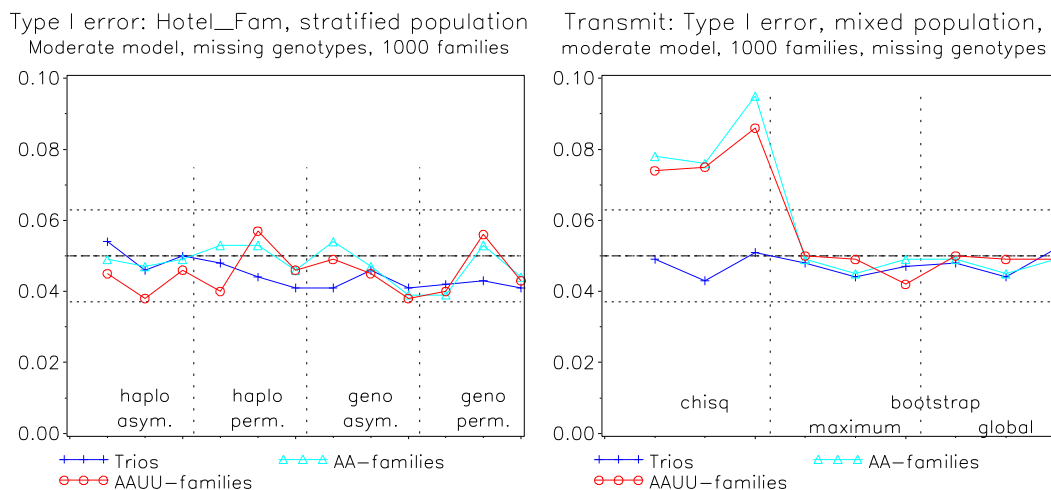 Type I error: Hotel_Fam, stratified population
Moderate model, missing genotypes, 1000 families
0.10
0.08
0.06
0.04
0.02
0.00
haplo asym.
haplo perm.
geno asym.
geno perm.
Trios
AA-families
AAUU-families
Transmit: Type I error, mixed population,
moderate model, 1000 families, missing genotypes
0.10
0.08
0.06
0.04
0.02
0.00
chisq
bootstrap
maximum
global
Trios
AA-families
AAUU-families